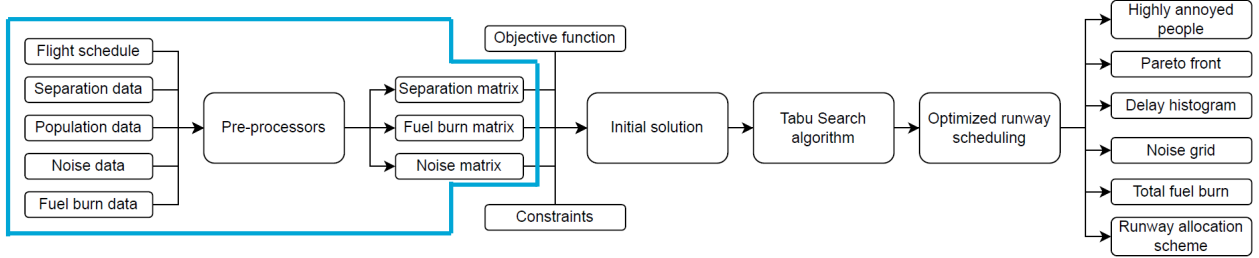 Flight schedule
Separation data
Population data
Noise data
Fuel burn data
Pre-processors
Objective function
Separation matrix
Fuel burn matrix
Noise matrix
Constraints
Initial solution
Tabu Search
algorithm
Optimized runway
scheduling
Highly annoyed
people
Pareto front
Delay histogram
Noise grid
Total fuel burn
Runway allocation
scheme